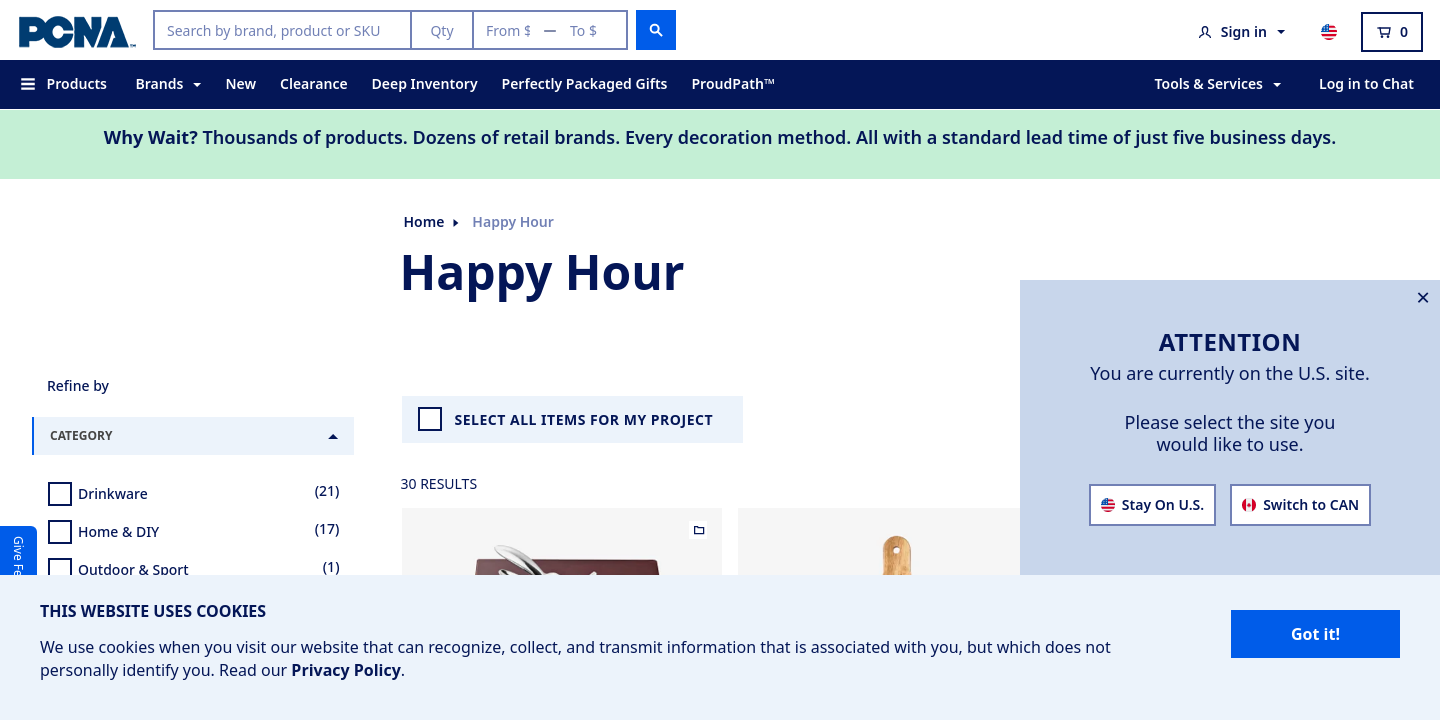 PCNA™
Search by brand, product or SKU
Qty
From $ — To $
Sign in
0
Products
Brands
New
Clearance
Deep Inventory
Perfectly Packaged Gifts
ProudPath™
Tools & Services
Log in to Chat
Why Wait? Thousands of products. Dozens of retail brands. Every decoration method. All with a standard lead time of just five business days.
Home
Happy Hour
Happy Hour
Refine by
CATEGORY
Drinkware (21)
Home & DIY (17)
Outdoor & Sport (1)
Give Fe
SELECT ALL ITEMS FOR MY PROJECT
30 RESULTS
ATTENTION
You are currently on the U.S. site.
Please select the site you
would like to use.
Stay On U.S.
Switch to CAN
THIS WEBSITE USES COOKIES
We use cookies when you visit our website that can recognize, collect, and transmit information that is associated with you, but which does not
personally identify you. Read our Privacy Policy.
Got it!